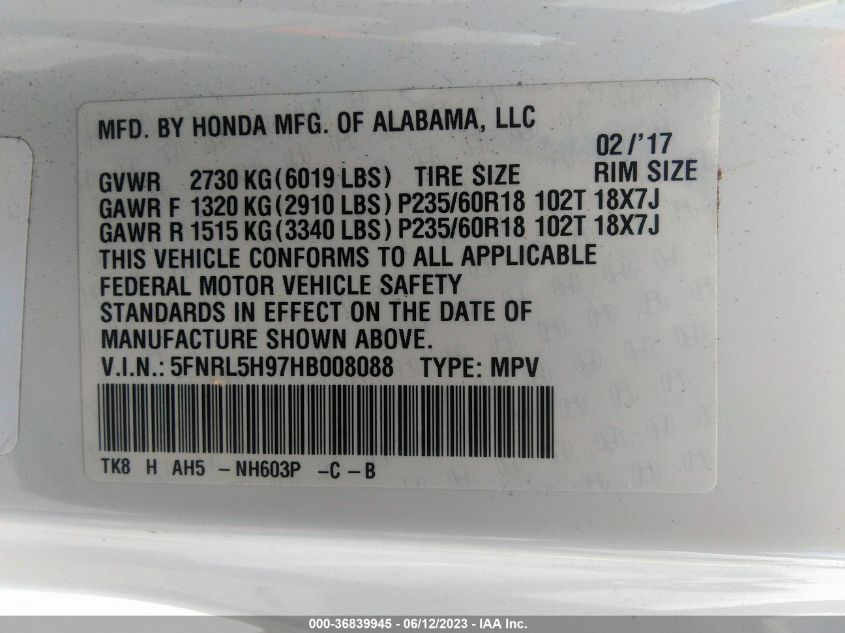 MFD. BY HONDA MFG. OF ALABAMA, LLC
02/'17
GVWR 2730 KG(6019 LBS) TIRE SIZE RIM SIZE
GAWR F 1320 KG(2910 LBS) P235/60R18 102T 18X7J
GAWR R 1515 KG(3340 LBS) P235/60R18 102T 18X7J
THIS VEHICLE CONFORMS TO ALL APPLICABLE
FEDERAL MOTOR VEHICLE SAFETY
STANDARDS IN EFFECT ON THE DATE OF
MANUFACTURE SHOWN ABOVE.
V.I.N.: 5FNRL5H97HB008088 TYPE: MPV
TK8 H AH5 -NH603P -C -B
000-36839945 - 06/12/2023 - IAA Inc.